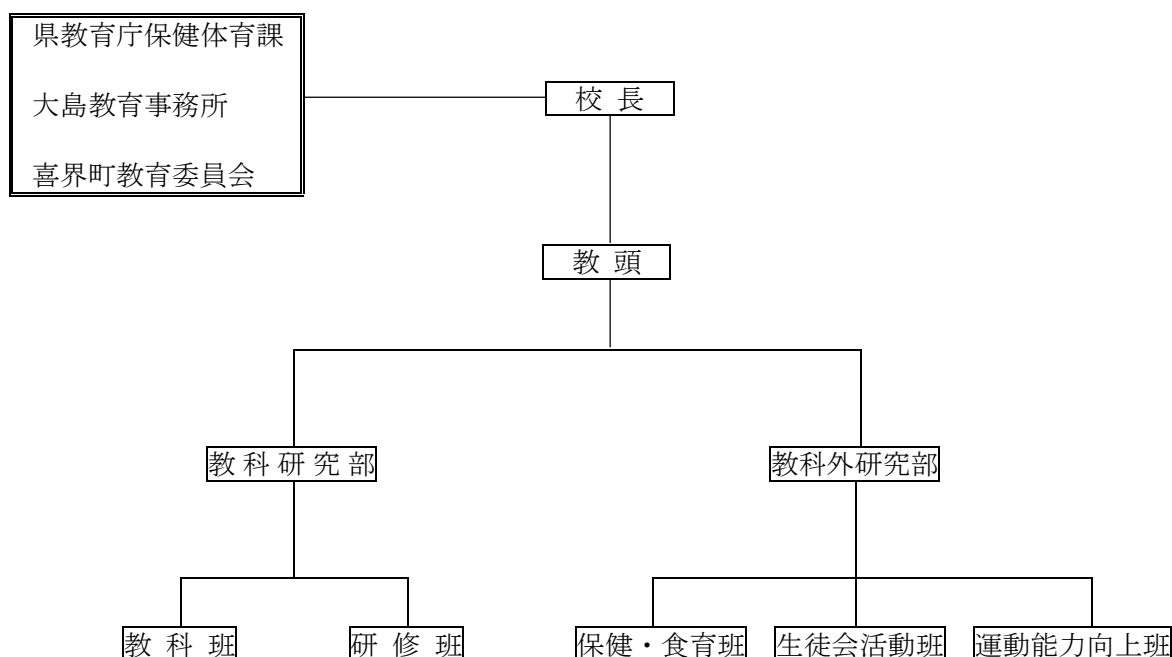 県教育庁保健体育課
大島教育事務所
喜界町教育委員会
校 長
教 頭
教 科 研 究 部
教科外研究部
教 科 班
研 修 班
保健・食育班
生徒会活動班
運動能力向上班